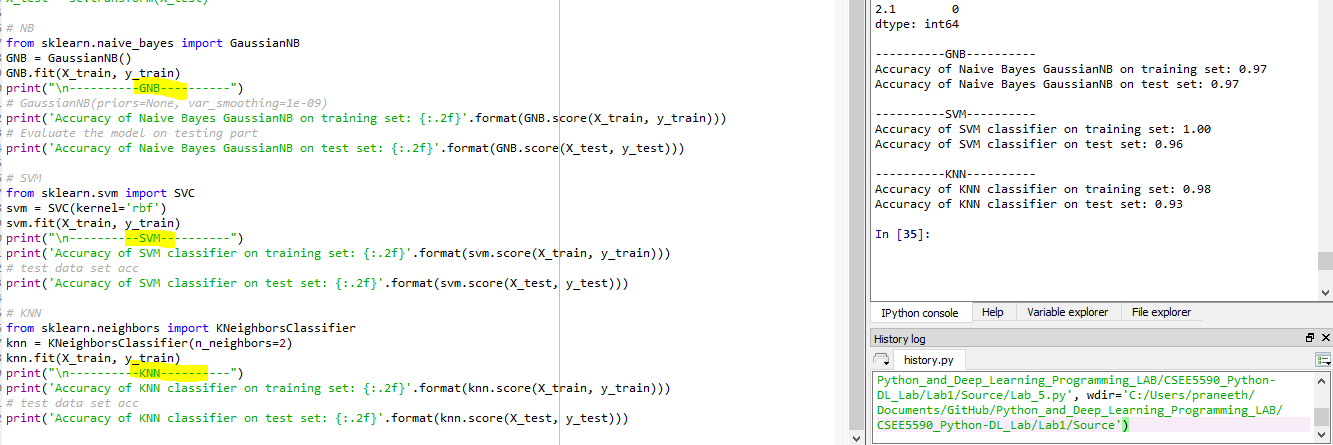 X_test = sc.transform(X_test)
# NB
from sklearn.naive_bayes import GaussianNB
GNB = GaussianNB()
GNB.fit(X_train, y_train)
print("\n----------GNB----------")
# GaussianNB(priors=None, var_smoothing=1e-09)
print('Accuracy of Naive Bayes GaussianNB on training set: {:.2f}'.format(GNB.score(X_train, y_train)))
# Evaluate the model on testing part
print('Accuracy of Naive Bayes GaussianNB on test set: {:.2f}'.format(GNB.score(X_test, y_test)))
# SVM
from sklearn.svm import SVC
svm = SVC(kernel='rbf')
svm.fit(X_train, y_train)
print("\n----------SVM----------")
print('Accuracy of SVM classifier on training set: {:.2f}'.format(svm.score(X_train, y_train)))
# test data set acc
print('Accuracy of SVM classifier on test set: {:.2f}'.format(svm.score(X_test, y_test)))
# KNN
from sklearn.neighbors import KNeighborsClassifier
knn = KNeighborsClassifier(n_neighbors=2)
knn.fit(X_train, y_train)
print("\n----------KNN----------")
print('Accuracy of KNN classifier on training set: {:.2f}'.format(knn.score(X_train, y_train)))
# test data set acc
print('Accuracy of KNN classifier on test set: {:.2f}'.format(knn.score(X_test, y_test)))
2.1 0
dtype: int64
----------GNB----------
Accuracy of Naive Bayes GaussianNB on training set: 0.97
Accuracy of Naive Bayes GaussianNB on test set: 0.97
----------SVM----------
Accuracy of SVM classifier on training set: 1.00
Accuracy of SVM classifier on test set: 0.96
----------KNN----------
Accuracy of KNN classifier on training set: 0.98
Accuracy of KNN classifier on test set: 0.93
In [35]:
IPython console Help Variable explorer File explorer
History log
history.py
Python_and_Deep_Learning_Programming_LAB/CSEE5590_Python-
DL_Lab/Lab1/Source/Lab_5.py', wdir='C:/Users/praneeth/
Documents/GitHub/Python_and_Deep_Learning_Programming_LAB/
CSEE5590_Python-DL_Lab/Lab1/Source')